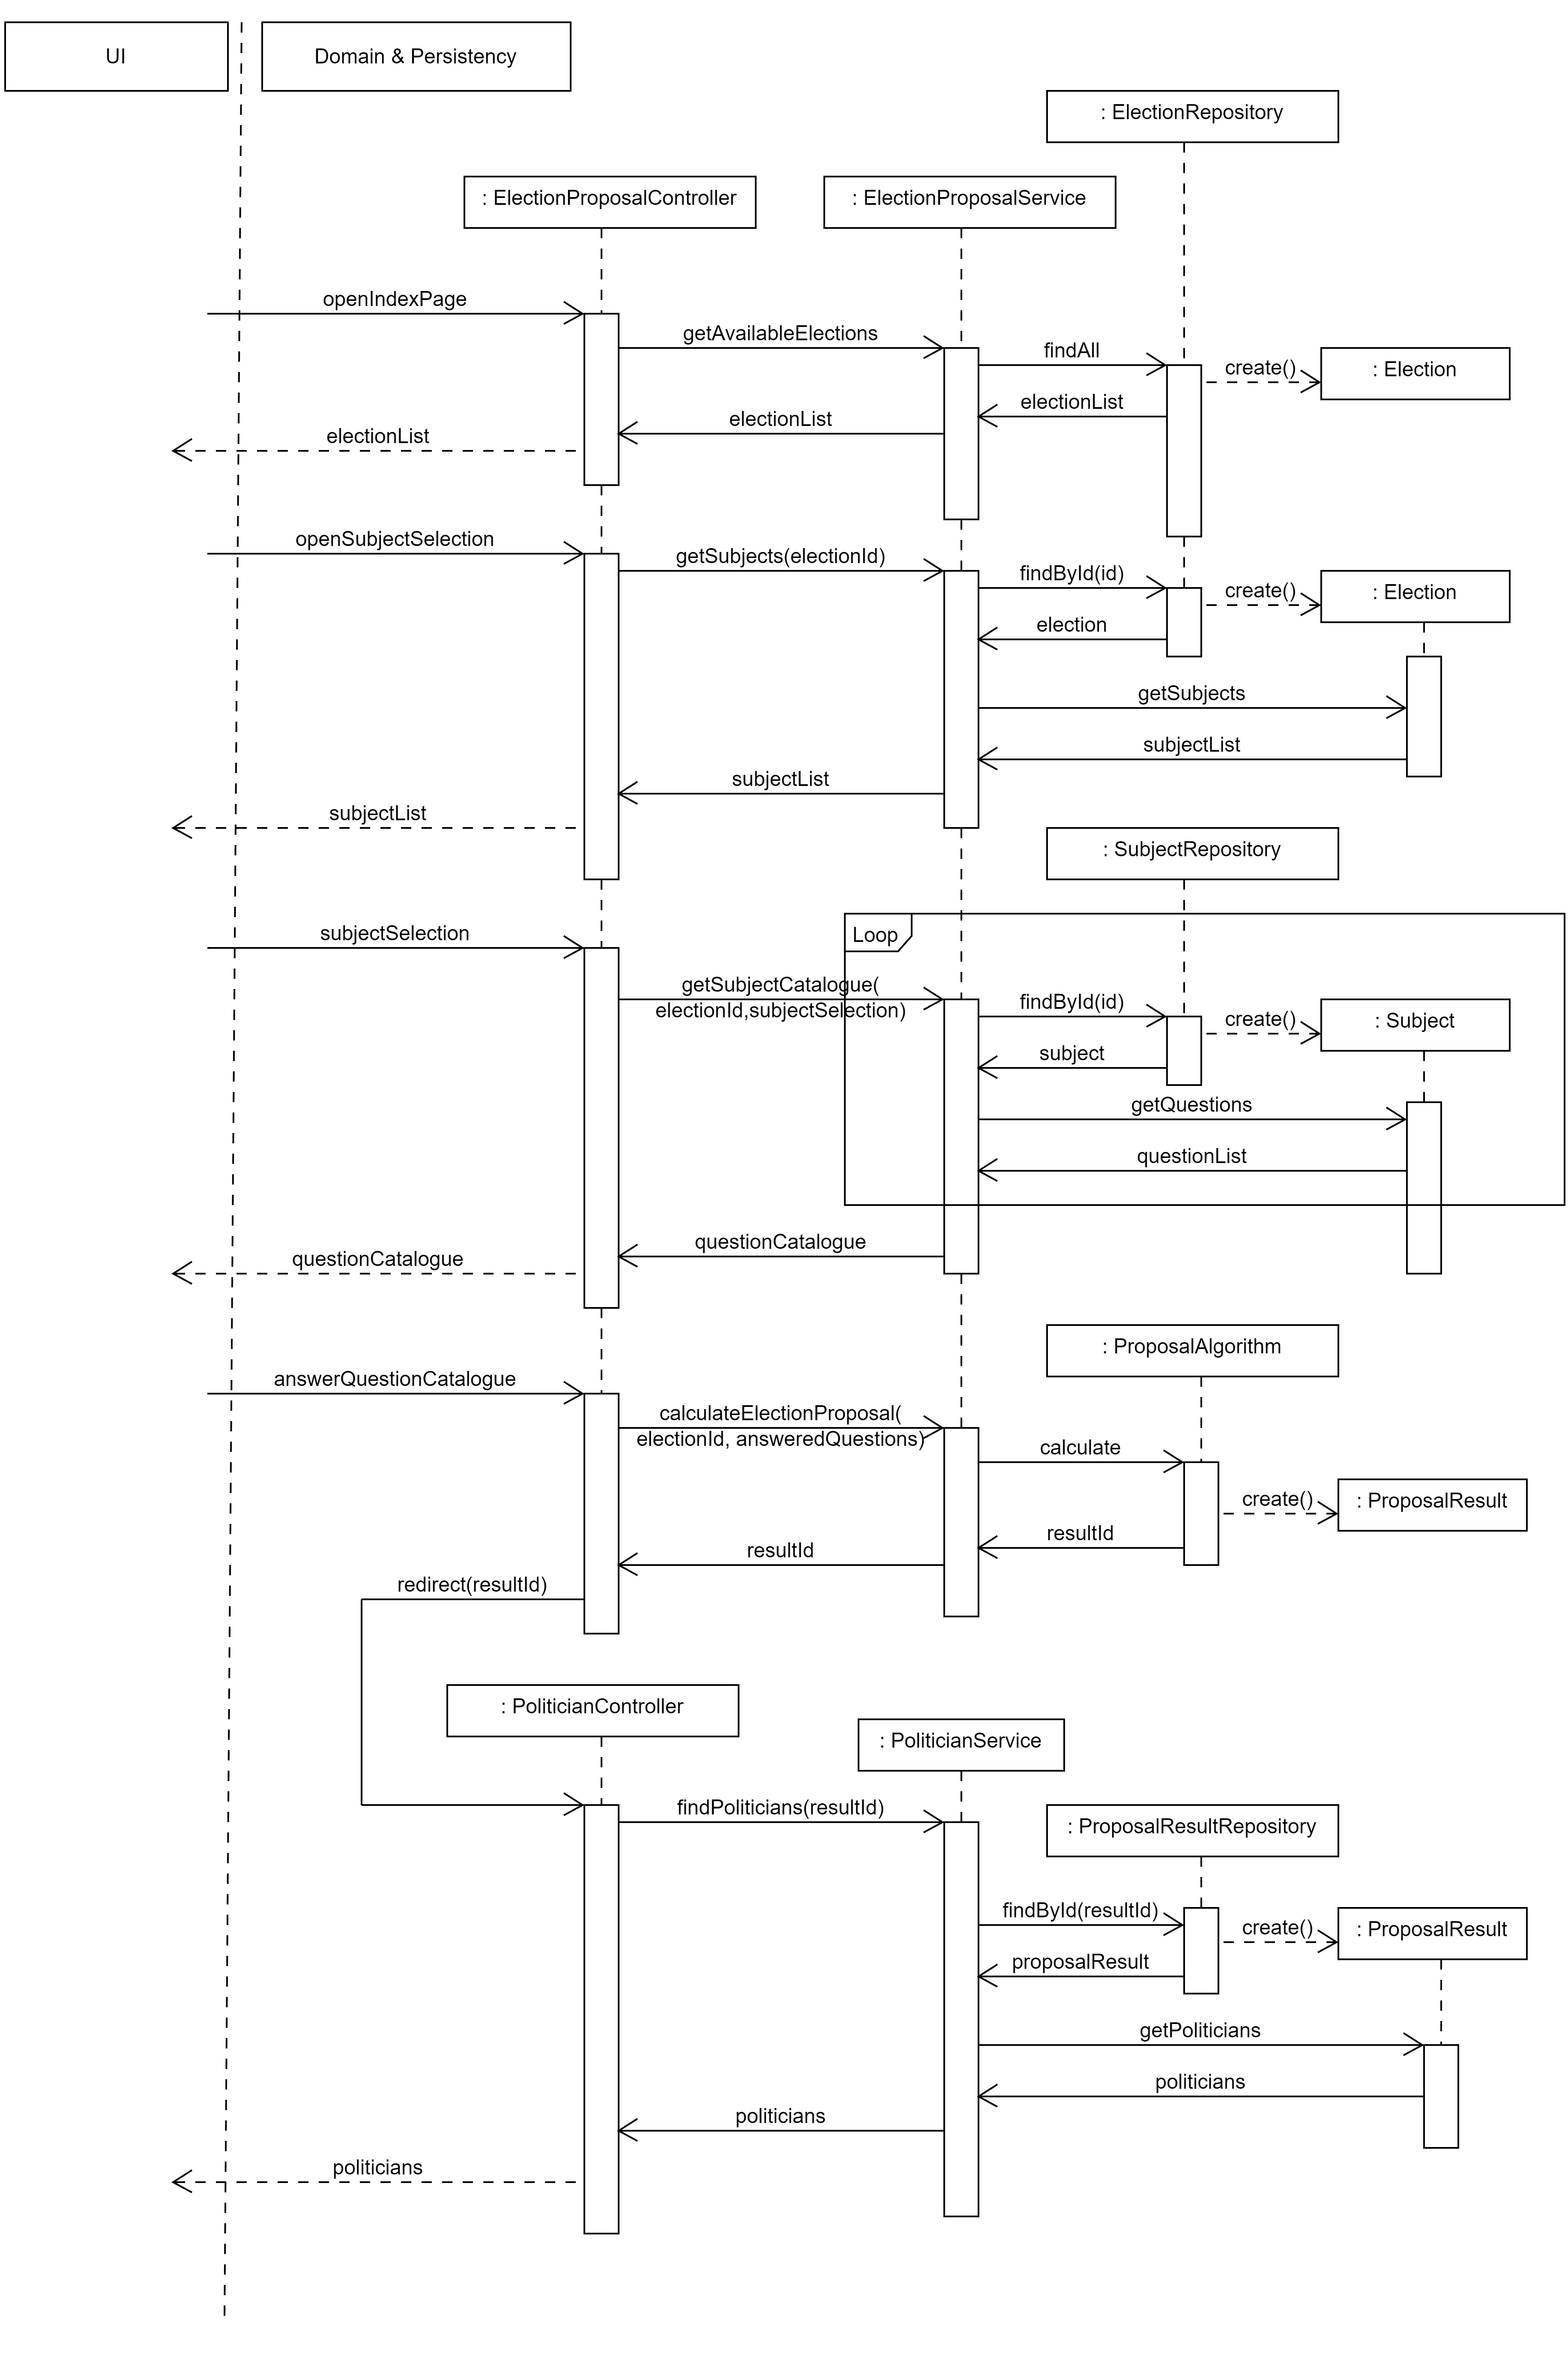 UI
Domain & Persistency
: ElectionRepository
: ElectionProposalController
: ElectionProposalService
openIndexPage
getAvailableElections
findAll
create()
: Election
electionList
electionList
electionList
openSubjectSelection
getSubjects(electionId)
findById(id)
create()
: Election
election
getSubjects
subjectList
subjectList
subjectList
: SubjectRepository
Loop
subjectSelection
getSubjectCatalogue(
electionId,subjectSelection)
findById(id)
create()
: Subject
subject
getQuestions
questionList
questionCatalogue
questionCatalogue
: ProposalAlgorithm
answerQuestionCatalogue
calculateElectionProposal(
electionId, answeredQuestions)
calculate
create()
: ProposalResult
resultId
resultId
redirect(resultId)
: PoliticianController
: PoliticianService
findPoliticians(resultId)
: ProposalResultRepository
findById(resultId)
create()
: ProposalResult
proposalResult
getPoliticians
politicians
politicians
politicians